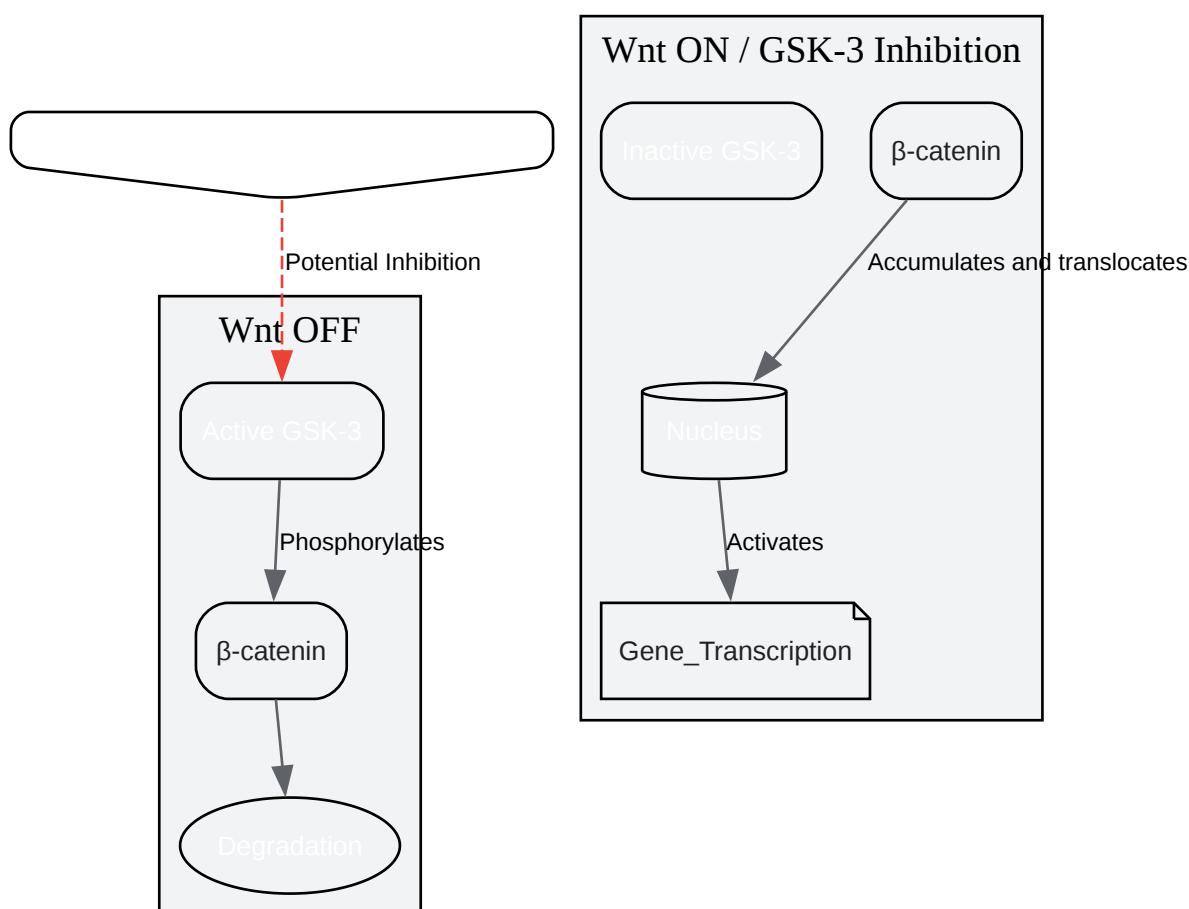 Wnt ON / GSK-3 Inhibition
Inactive GSK-3
β-catenin
Potential Inhibition
Accumulates and translocates
Wnt OFF
Active GSK-3
Nucleus
Phosphorylates
Activates
β-catenin
Gene_Transcription
Degradation